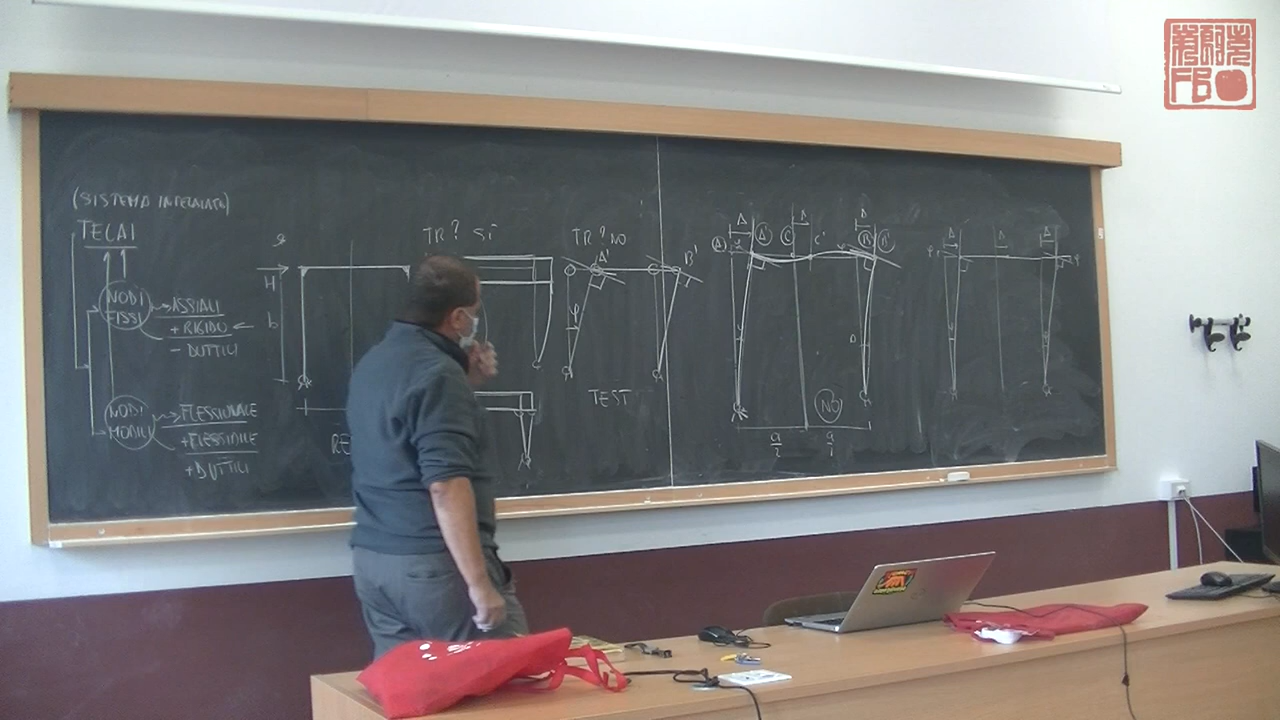 (SISTEMA INTELAIATO)
TELAI
NODI
FISSI
ASSIALI
+ RIGIDO
- DUTTILI
NODI
MOBILI
FLESSIONALE
+ FLESSIBILE
+ DUTTILI
H
h
TR? SI
TR? NO
A'
B'
φ
TEST
Δ
Δ
Δ
A
A'
C
C'
B
B'
NO
a/2
a/2
Δ
Δ
Δ
φ
FB